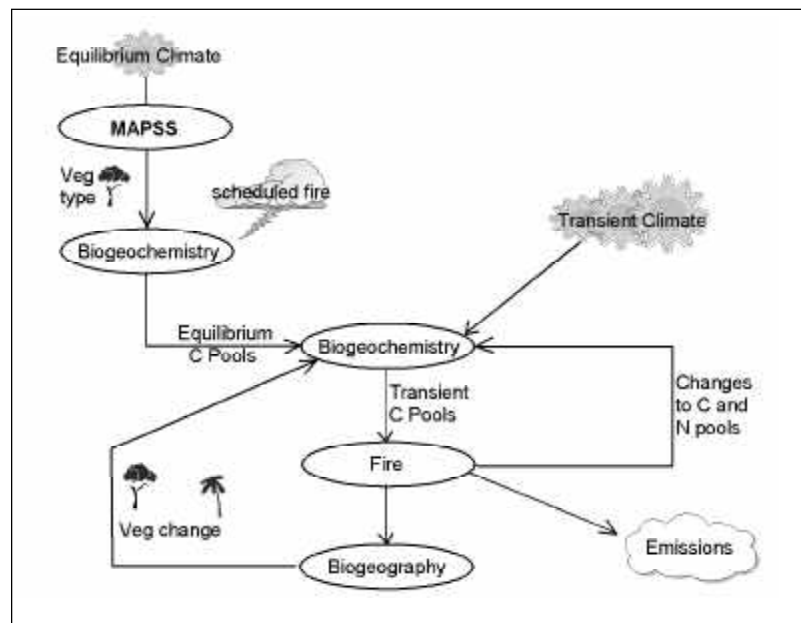 Equilibrium Climate
MAPSS
Veg
type
scheduled fire
Biogeochemistry
Transient Climate
Equilibrium
C Pools
Biogeochemistry
Transient
C Pools
Changes
to C and
N pools
Fire
Veg change
Emissions
Biogeography